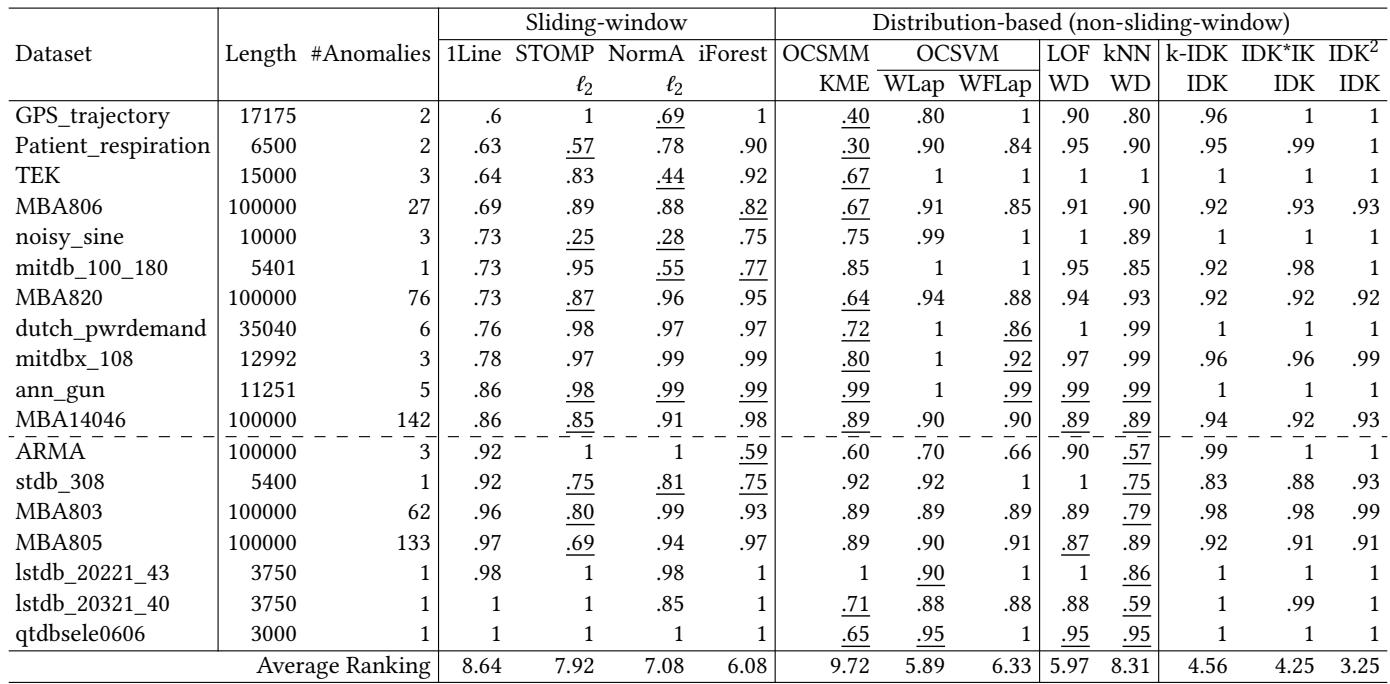 Sliding-window Distribution-based (non-sliding-window)
Dataset Length #Anomalies 1Line STOMP NormA iForest OCSMM OCSVM LOF kNN k-IDK IDK*IK IDK²
ℓ₂ ℓ₂ KME WLap WFLap WD WD IDK IDK IDK
GPS_trajectory 17175 2 .6 1 .69 1 .40 .80 1 .90 .80 .96 1 1
Patient_respiration 6500 2 .63 .57 .78 .90 .30 .90 .84 .95 .90 .95 .99 1
TEK 15000 3 .64 .83 .44 .92 .67 1 1 1 1 1 1 1
MBA806 100000 27 .69 .89 .88 .82 .67 .91 .85 .91 .90 .92 .93 .93
noisy_sine 10000 3 .73 .25 .28 .75 .75 .99 1 1 .89 1 1 1
mitdb_100_180 5401 1 .73 .95 .55 .77 .85 1 1 .95 .85 .92 .98 1
MBA820 100000 76 .73 .87 .96 .95 .64 .94 .88 .94 .93 .92 .92 .92
dutch_pwrdemand 35040 6 .76 .98 .97 .97 .72 1 .86 1 .99 1 1 1
mitdbx_108 12992 3 .78 .97 .99 .99 .80 1 .92 .97 .99 .96 .96 .99
ann_gun 11251 5 .86 .98 .99 .99 .99 1 .99 .99 .99 1 1 1
MBA14046 100000 142 .86 .85 .91 .98 .89 .90 .90 .89 .89 .94 .92 .93
ARMA 100000 3 .92 1 1 .59 .60 .70 .66 .90 .57 .99 1 1
stdb_308 5400 1 .92 .75 .81 .75 .92 .92 1 1 .75 .83 .88 .93
MBA803 100000 62 .96 .80 .99 .93 .89 .89 .89 .89 .79 .98 .98 .99
MBA805 100000 133 .97 .69 .94 .97 .89 .90 .91 .87 .89 .92 .91 .91
lstdb_20221_43 3750 1 .98 1 .98 1 1 .90 1 1 .86 1 1 1
lstdb_20321_40 3750 1 1 1 .85 1 .71 .88 .88 .88 .59 1 .99 1
qtdbsele0606 3000 1 1 1 1 1 .65 .95 1 .95 .95 1 1 1
Average Ranking 8.64 7.92 7.08 6.08 9.72 5.89 6.33 5.97 8.31 4.56 4.25 3.25